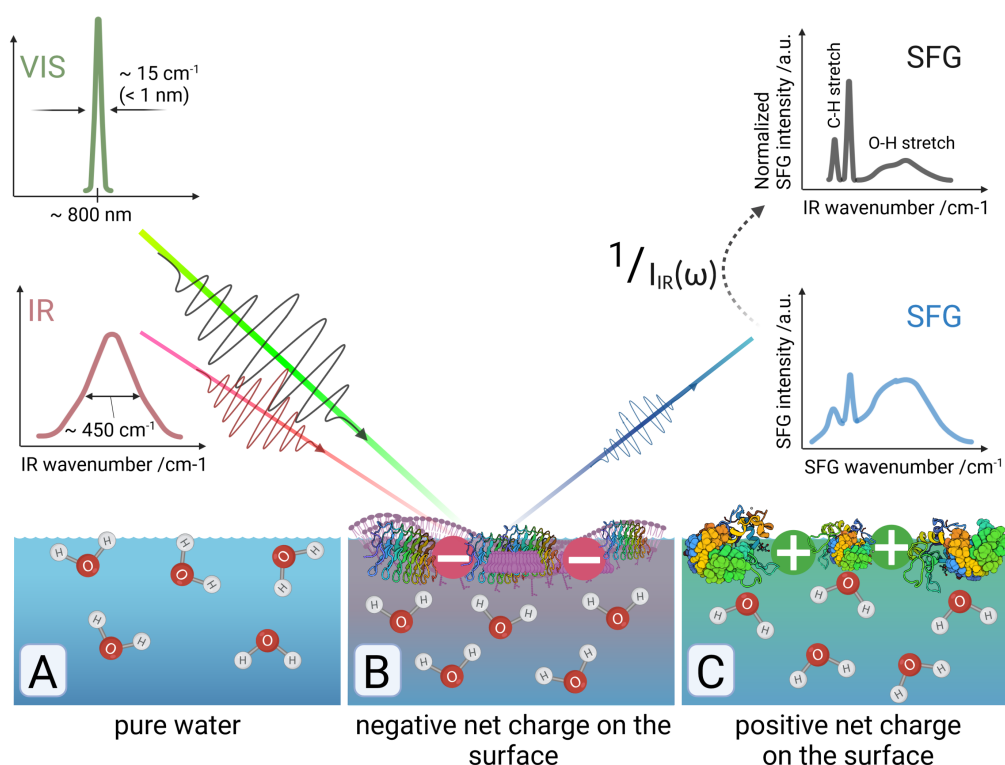 VIS
~ 15 cm⁻¹
(< 1 nm)
~ 800 nm
IR
~ 450 cm⁻¹
IR wavenumber /cm-1
Normalized
SFG intensity /a.u.
C-H stretch
SFG
O-H stretch
IR wavenumber /cm-1
1/I_IR(ω)
SFG intensity /a.u.
SFG
SFG wavenumber /cm⁻¹
H O H
H O H
H O H
H O H
H O H
A
pure water
− −
H O H
H O H
H O H
H O H
H O H
B
negative net charge on the
surface
+ +
H O H
H O H
H O H
H O H
H O H
C
positive net charge
on the surface